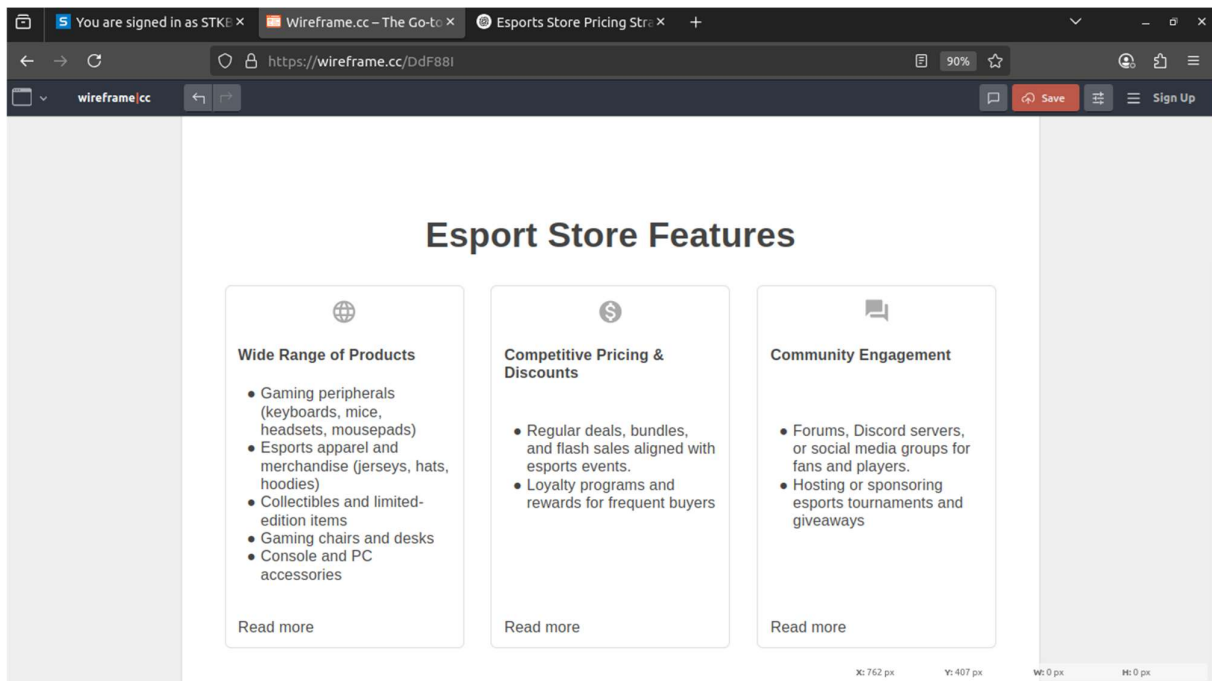 You are signed in as STKB
Wireframe.cc – The Go-to
Esports Store Pricing Stra
https://wireframe.cc/DdF88I
90%
wireframe|cc
Save
Sign Up
Esport Store Features
Wide Range of Products
● Gaming peripherals
(keyboards, mice,
headsets, mousepads)
● Esports apparel and
merchandise (jerseys, hats,
hoodies)
● Collectibles and limited-
edition items
● Gaming chairs and desks
● Console and PC
accessories
Read more
Competitive Pricing &
Discounts
● Regular deals, bundles,
and flash sales aligned with
esports events.
● Loyalty programs and
rewards for frequent buyers
Read more
Community Engagement
● Forums, Discord servers,
or social media groups for
fans and players.
● Hosting or sponsoring
esports tournaments and
giveaways
Read more
X: 762 px Y: 407 px W: 0 px H: 0 px